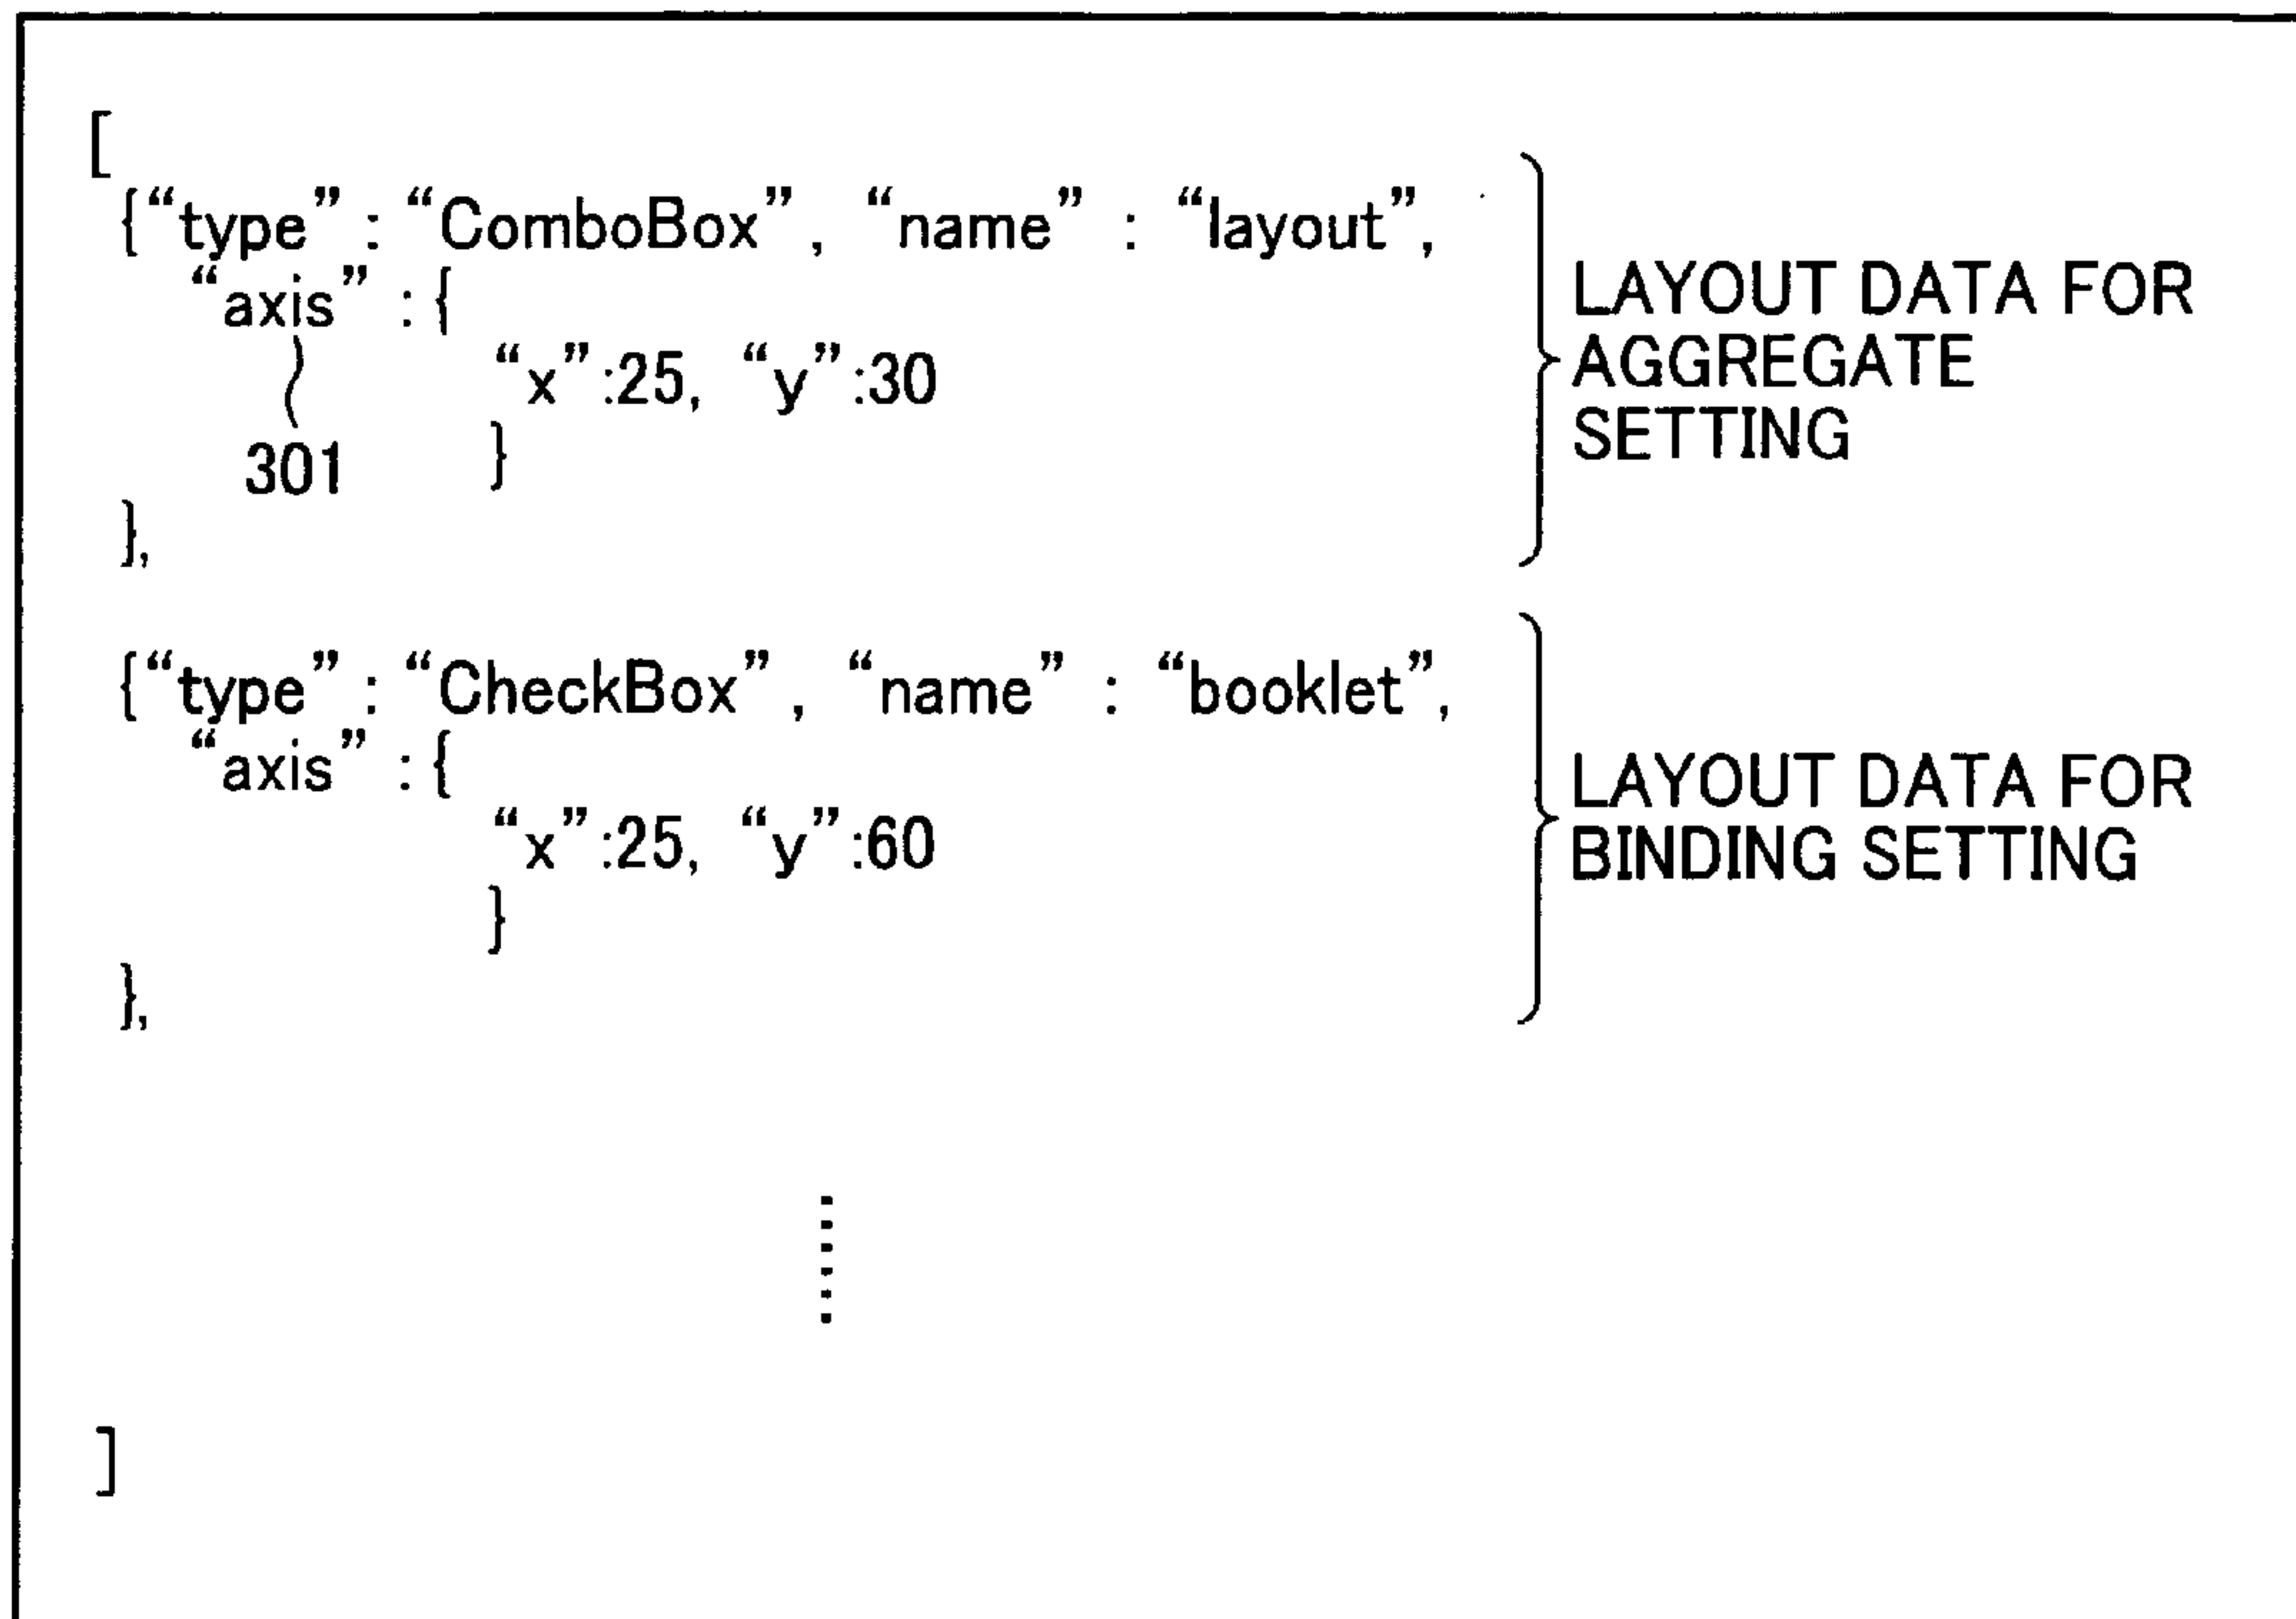 [
{“type” : “ComboBox”, “name” : “layout”,
“axis” : {
“x”:25, “y”:30
301 }
},
LAYOUT DATA FOR
AGGREGATE
SETTING
{“type” : “CheckBox”, “name” : “booklet”,
“axis” : {
“x”:25, “y”:60
}
},
LAYOUT DATA FOR
BINDING SETTING
]